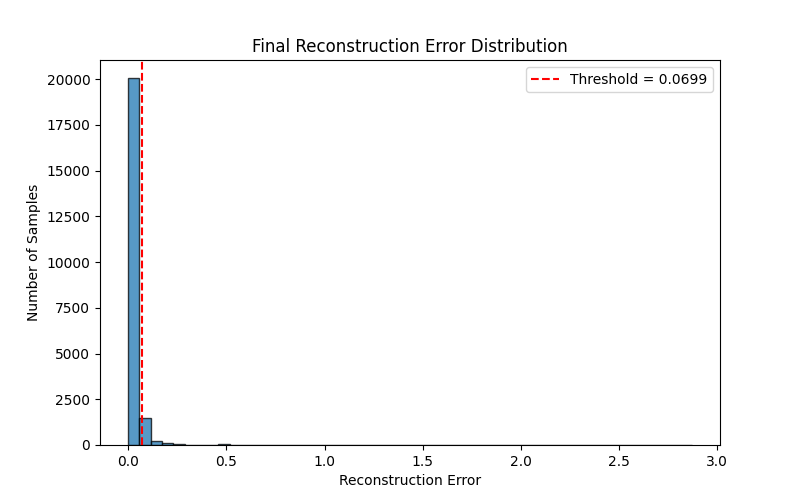 Final Reconstruction Error Distribution
Threshold = 0.0699
20000
17500
15000
12500
10000
7500
5000
2500
0
Number of Samples
0.0 0.5 1.0 1.5 2.0 2.5 3.0
Reconstruction Error